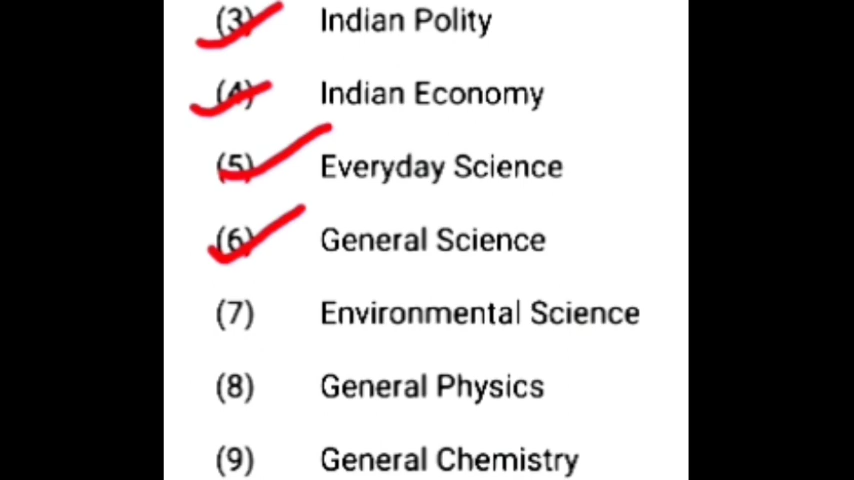 (3) Indian Polity
(4) Indian Economy
(5) Everyday Science
(6) General Science
(7) Environmental Science
(8) General Physics
(9) General Chemistry